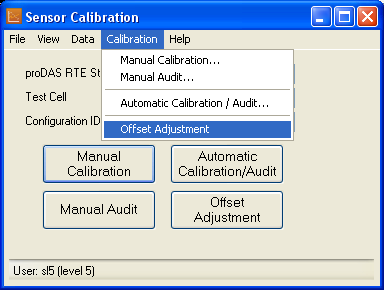 Sensor Calibration
File View Data Calibration Help
Manual Calibration...
Manual Audit...
Automatic Calibration / Audit...
Offset Adjustment
proDAS RTE St
Test Cell
Configuration ID
Manual
Calibration
Automatic
Calibration/Audit
Manual Audit
Offset
Adjustment
User: sl5 (level 5)